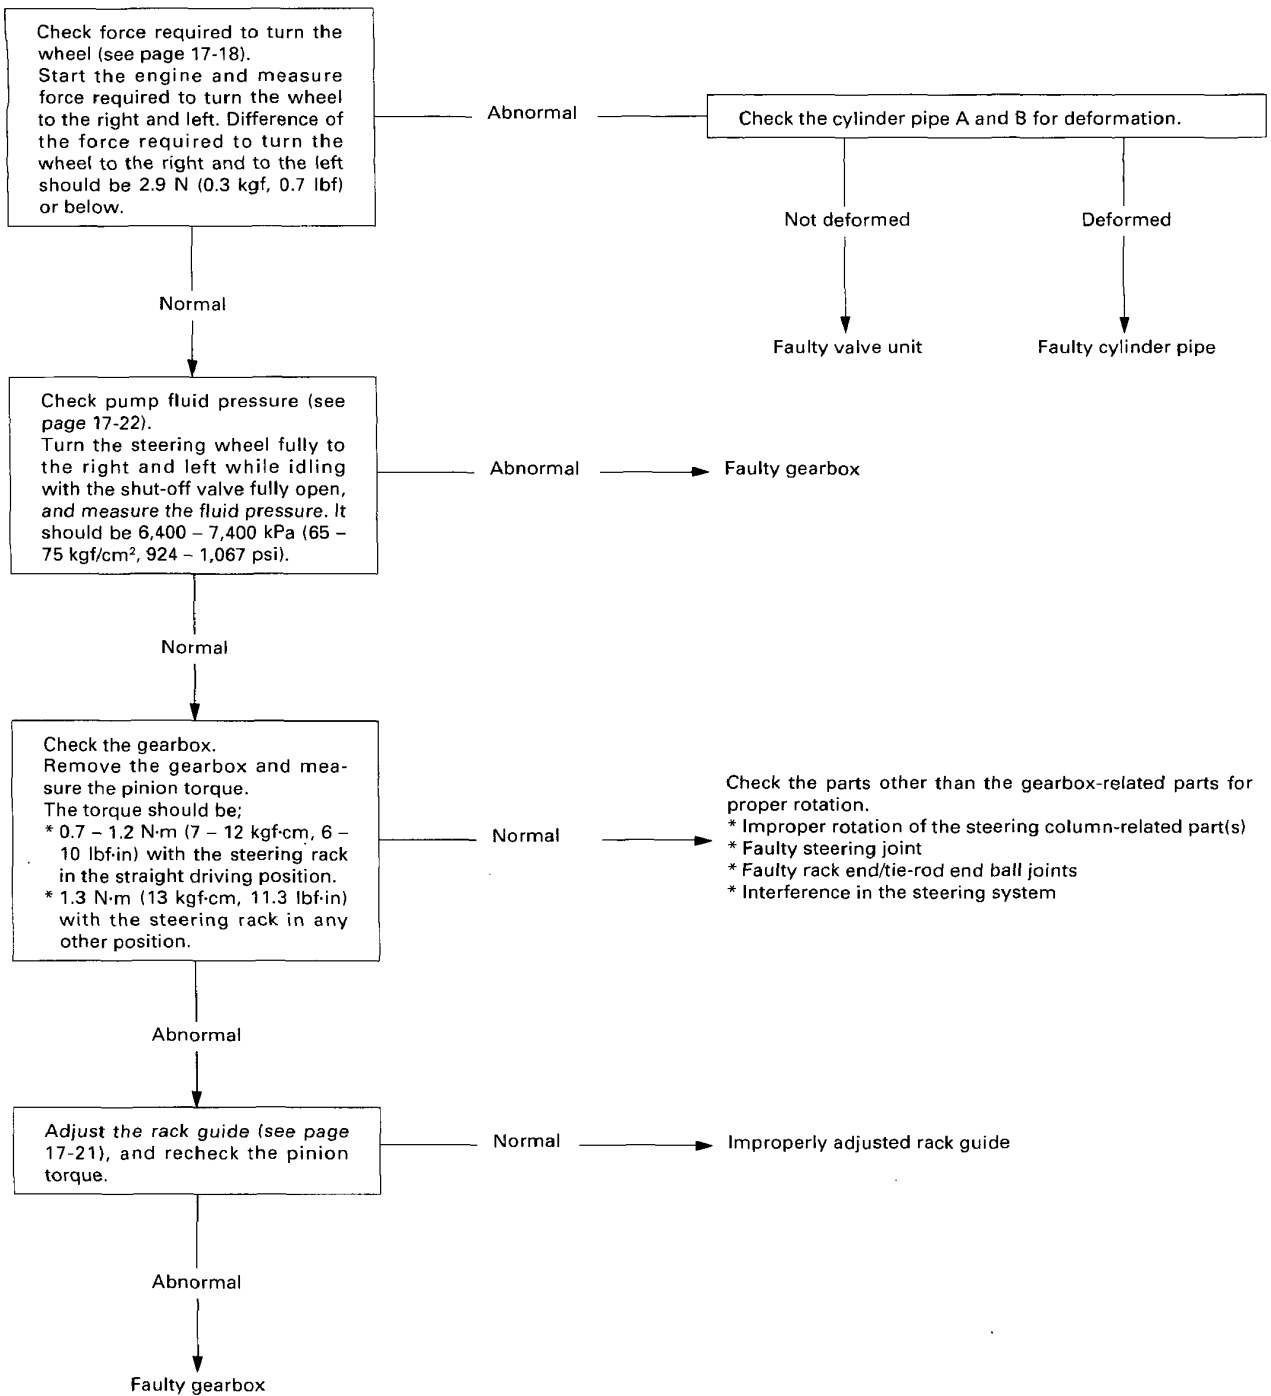 Check force required to turn the
wheel (see page 17-18).
Start the engine and measure
force required to turn the wheel
to the right and left. Difference of
the force required to turn the
wheel to the right and to the left
should be 2.9 N (0.3 kgf, 0.7 lbf)
or below.
Abnormal
Check the cylinder pipe A and B for deformation.
Not deformed
Deformed
Normal
Faulty valve unit
Faulty cylinder pipe
Check pump fluid pressure (see
page 17-22).
Turn the steering wheel fully to
the right and left while idling
with the shut-off valve fully open,
and measure the fluid pressure. It
should be 6,400 – 7,400 kPa (65 –
75 kgf/cm², 924 – 1,067 psi).
Abnormal
Faulty gearbox
Normal
Check the gearbox.
Remove the gearbox and mea-
sure the pinion torque.
The torque should be;
* 0.7 – 1.2 N·m (7 – 12 kgf·cm, 6 –
10 lbf·in) with the steering rack
in the straight driving position.
* 1.3 N·m (13 kgf·cm, 11.3 lbf·in)
with the steering rack in any
other position.
Normal
Check the parts other than the gearbox-related parts for
proper rotation.
* Improper rotation of the steering column-related part(s)
* Faulty steering joint
* Faulty rack end/tie-rod end ball joints
* Interference in the steering system
Abnormal
Adjust the rack guide (see page
17-21), and recheck the pinion
torque.
Normal
Improperly adjusted rack guide
Abnormal
Faulty gearbox